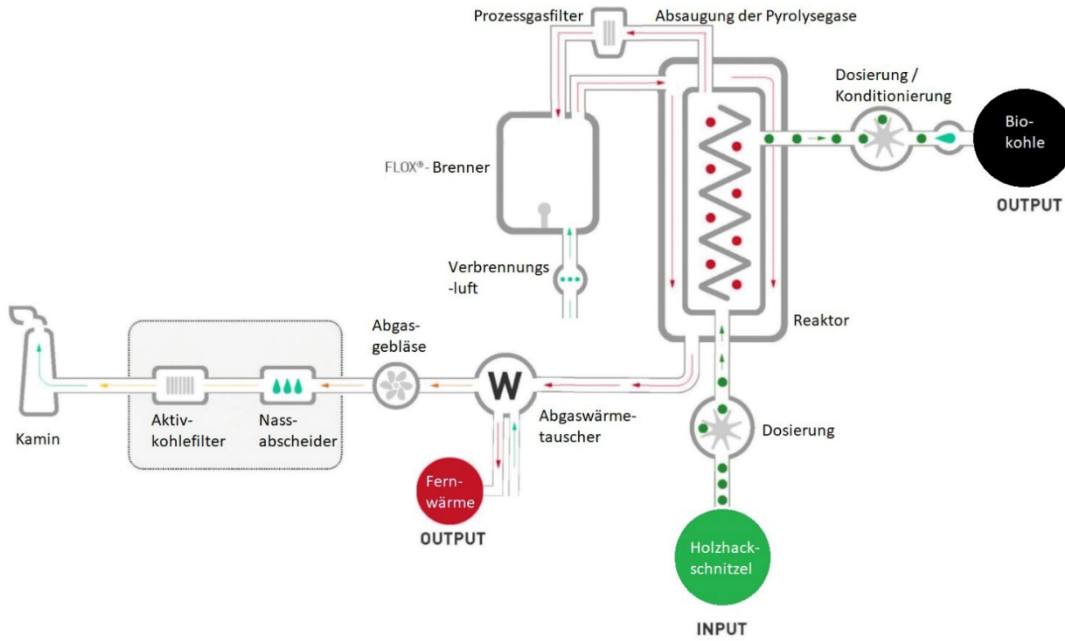 Prozessgasfilter
Absaugung der Pyrolysegase
Dosierung /
Konditionierung
Bio-
kohle
OUTPUT
FLOX®- Brenner
Verbrennungs
-luft
Reaktor
Abgas-
gebläse
W
Abgaswärme-
tauscher
Dosierung
Kamin
Aktiv-
kohlefilter
Nass-
abscheider
Fern-
wärme
OUTPUT
Holzhack-
schnitzel
INPUT